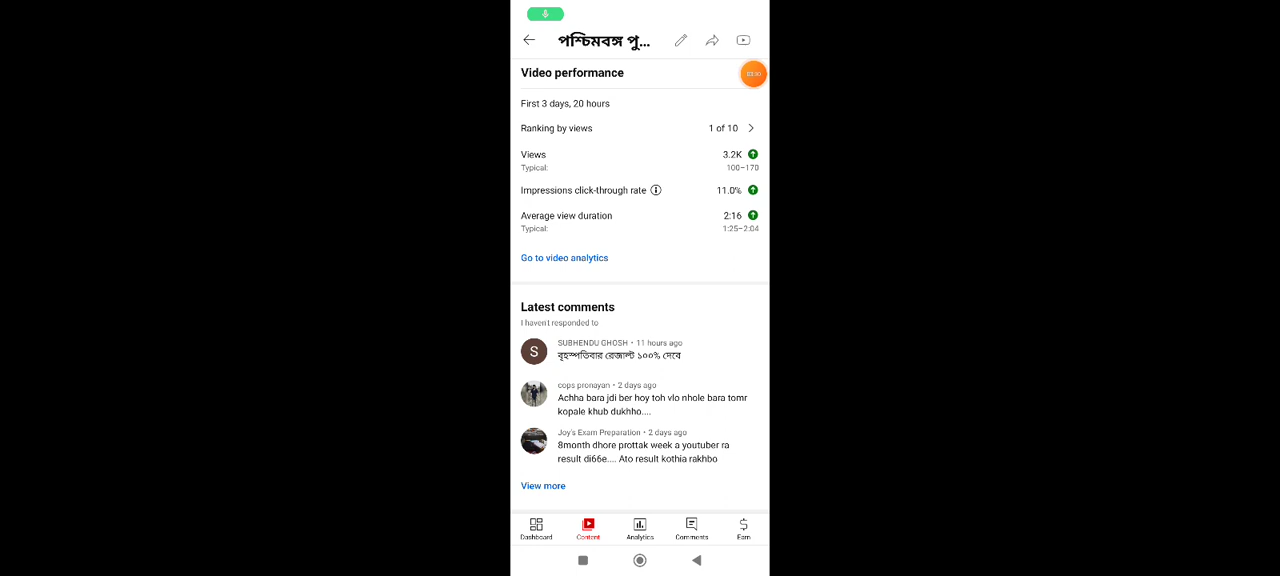 পশ্চিমবঙ্গ পু...
Video performance
First 3 days, 20 hours
Ranking by views 1 of 10
Views 3.2K
Typical: 100–170
Impressions click-through rate 11.0%
Average view duration 2:16
Typical: 1:25–2:04
Go to video analytics
Latest comments
I haven't responded to
S
SUBHENDU GHOSH • 11 hours ago
বৃহস্পতিবার রেজাল্ট ১০০% দেবে
cops pronayan • 2 days ago
Achha bara jdi ber hoy toh vlo nhole bara tomr
kopale khub dukhho....
Joy's Exam Preparation • 2 days ago
8month dhore prottak week a youtuber ra
result di66e.... Ato result kothia rakhbo
View more
Dashboard Content Analytics Comments Earn